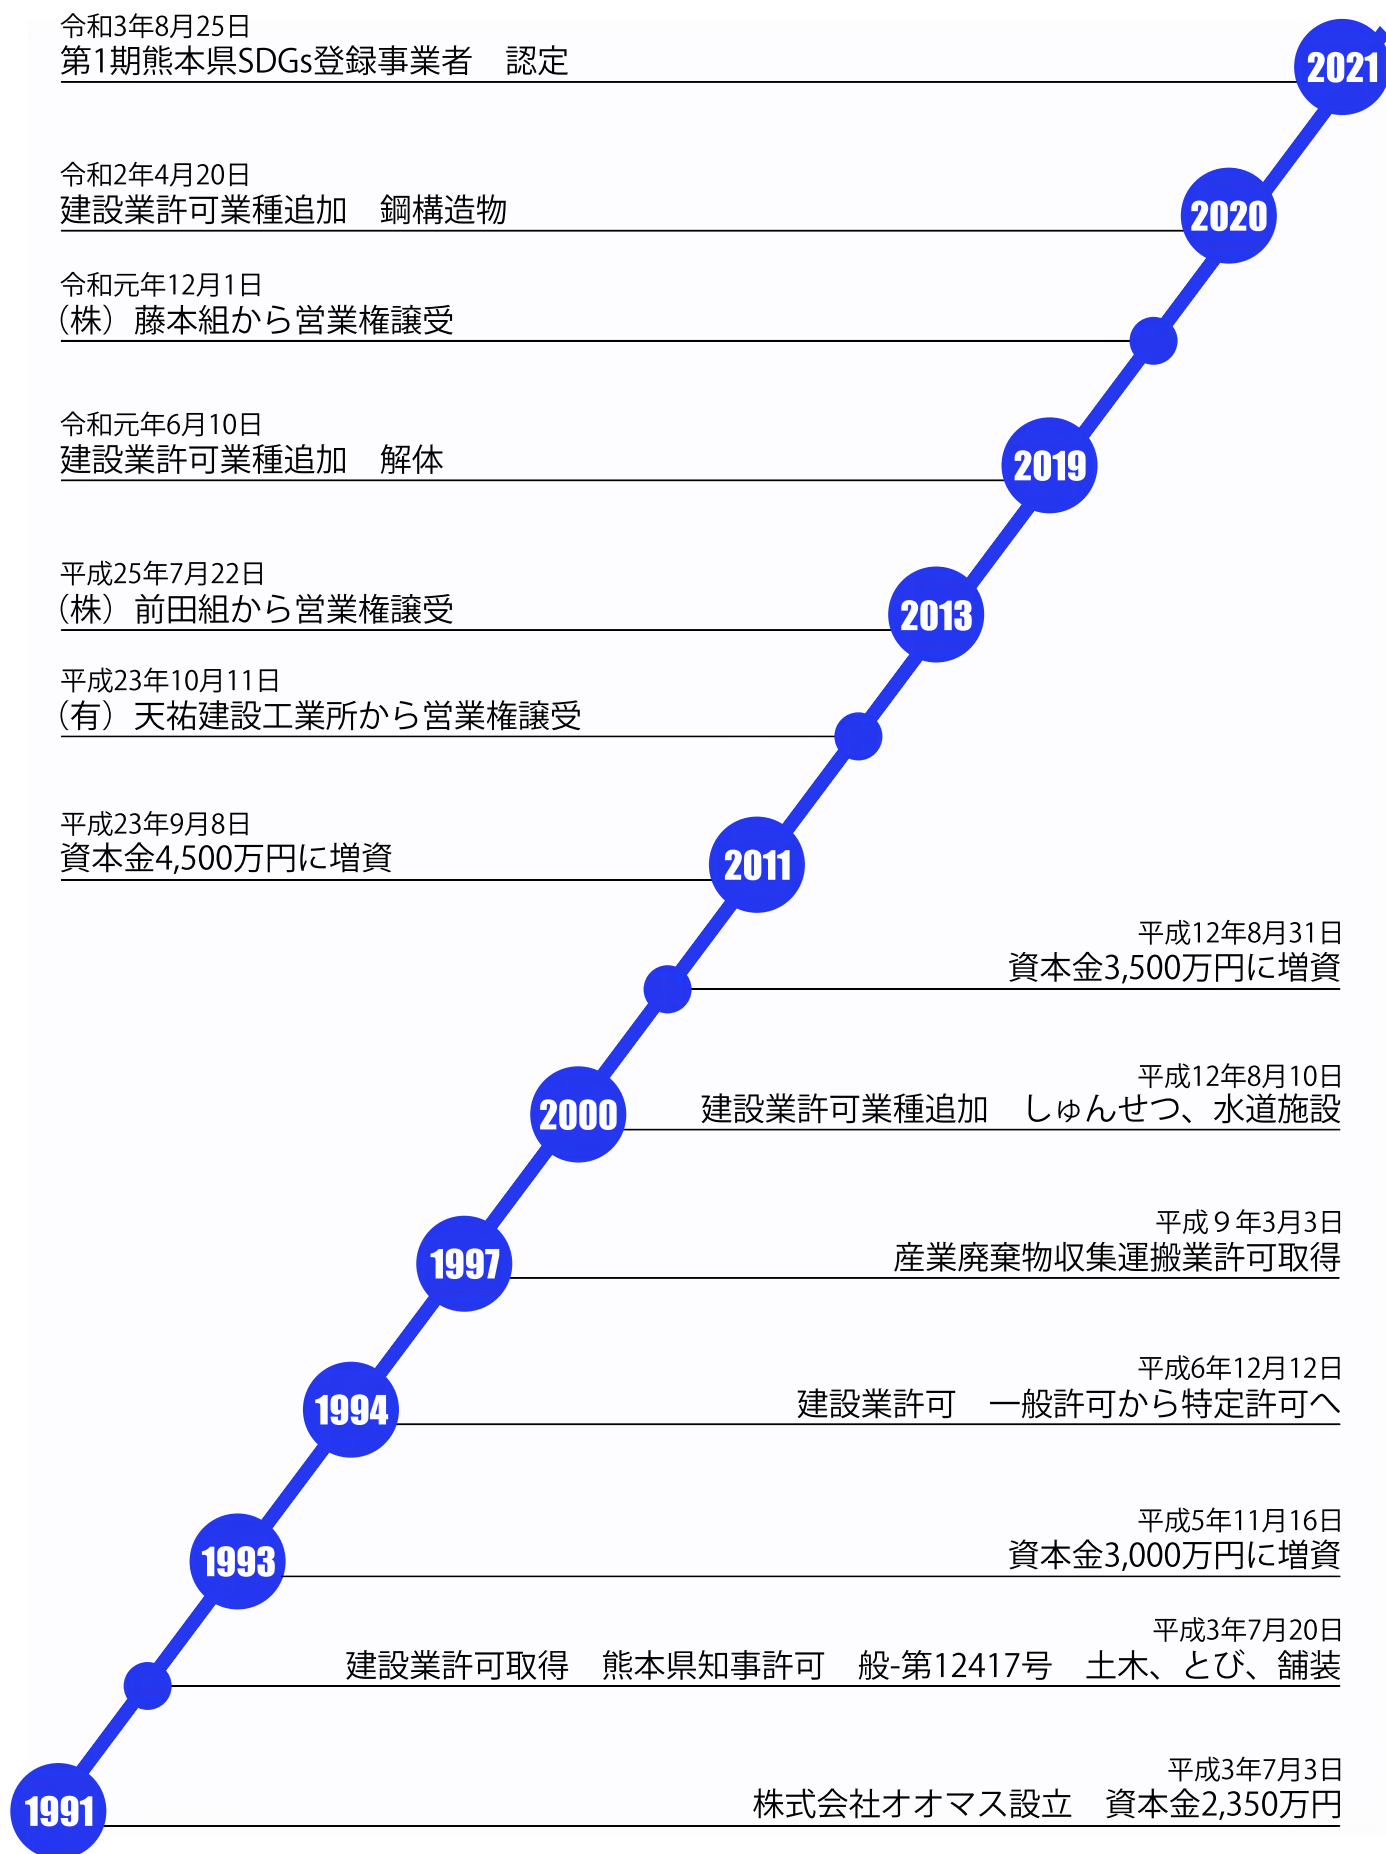 令和3年8月25日
第1期熊本県SDGs登録事業者　認定
2021
令和2年4月20日
建設業許可業種追加　鋼構造物
2020
令和元年12月1日
（株）藤本組から営業権譲受
令和元年6月10日
建設業許可業種追加　解体
2019
平成25年7月22日
（株）前田組から営業権譲受
2013
平成23年10月11日
（有）天祐建設工業所から営業権譲受
平成23年9月8日
資本金4,500万円に増資
2011
平成12年8月31日
資本金3,500万円に増資
平成12年8月10日
建設業許可業種追加　しゅんせつ、水道施設
2000
平成９年3月3日
産業廃棄物収集運搬業許可取得
1997
平成6年12月12日
建設業許可　一般許可から特定許可へ
1994
平成5年11月16日
資本金3,000万円に増資
1993
平成3年7月20日
建設業許可取得　熊本県知事許可　般-第12417号　土木、とび、舗装
平成3年7月3日
株式会社オオマス設立　資本金2,350万円
1991